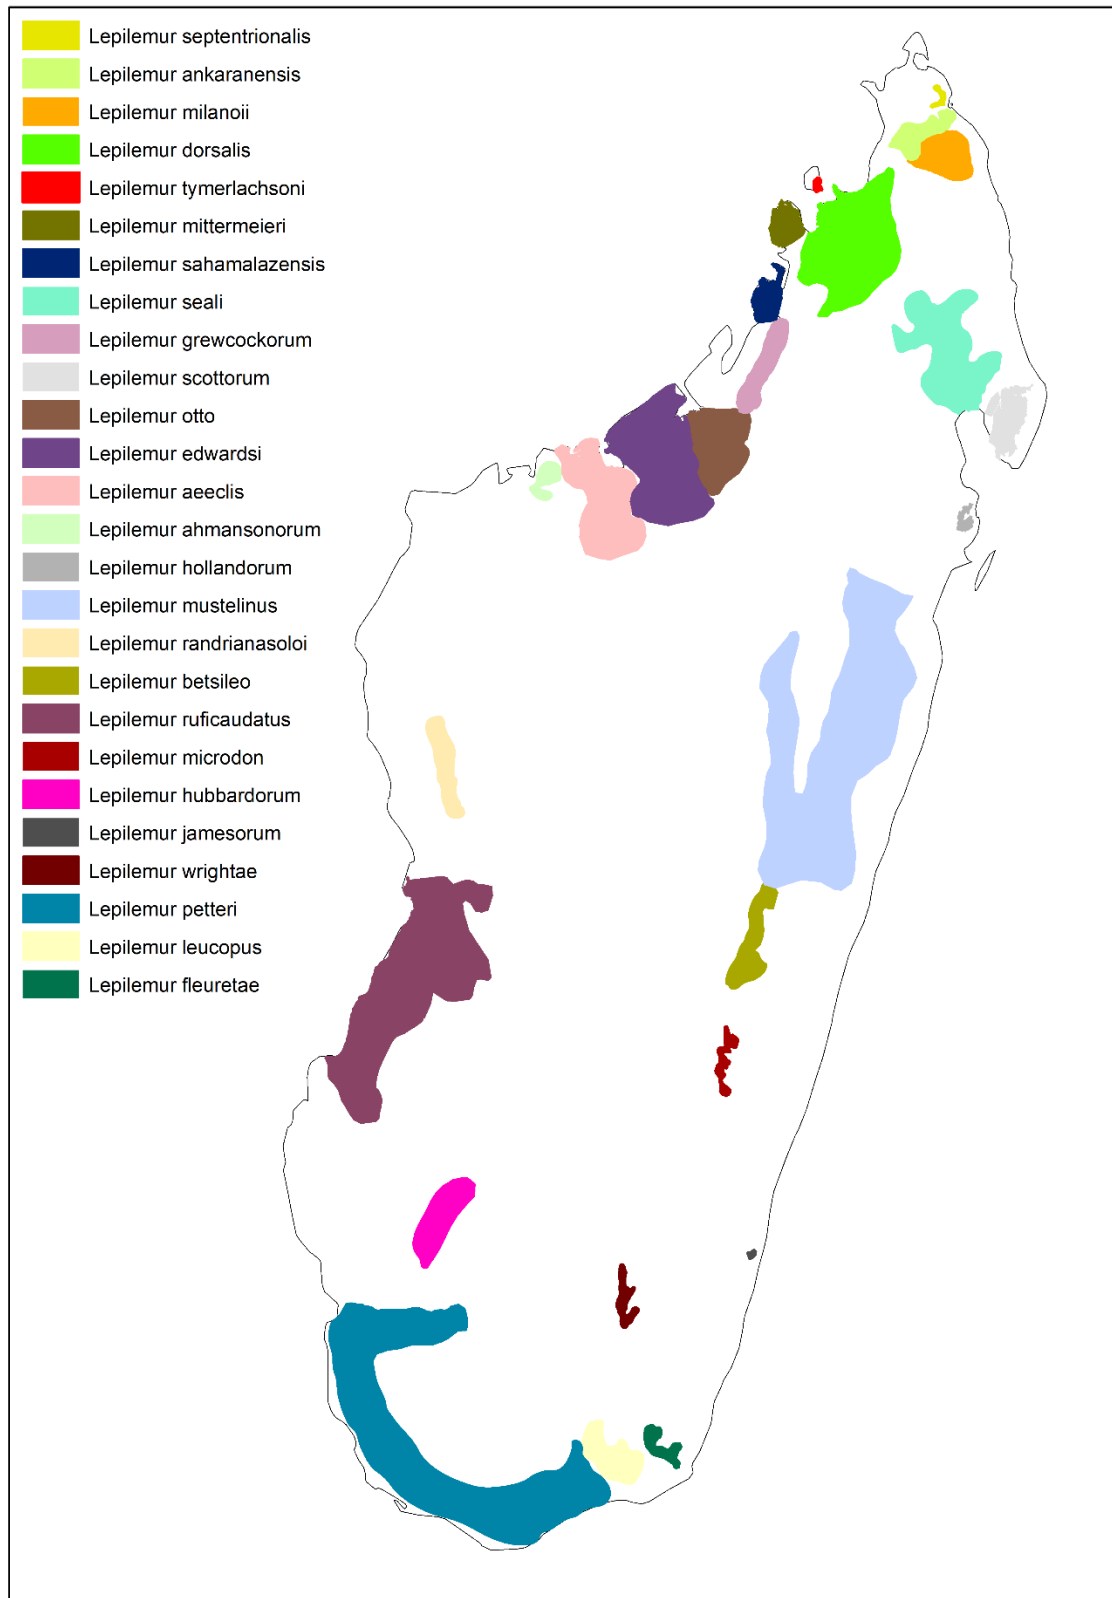 Lepilemur septentrionalis
Lepilemur ankaranensis
Lepilemur milanoii
Lepilemur dorsalis
Lepilemur tymerlachsoni
Lepilemur mittermeieri
Lepilemur sahamalazensis
Lepilemur seali
Lepilemur grewcockorum
Lepilemur scottorum
Lepilemur otto
Lepilemur edwardsi
Lepilemur aeeclis
Lepilemur ahmansonorum
Lepilemur hollandorum
Lepilemur mustelinus
Lepilemur randrianasoloi
Lepilemur betsileo
Lepilemur ruficaudatus
Lepilemur microdon
Lepilemur hubbardorum
Lepilemur jamesorum
Lepilemur wrightae
Lepilemur petteri
Lepilemur leucopus
Lepilemur fleuretae